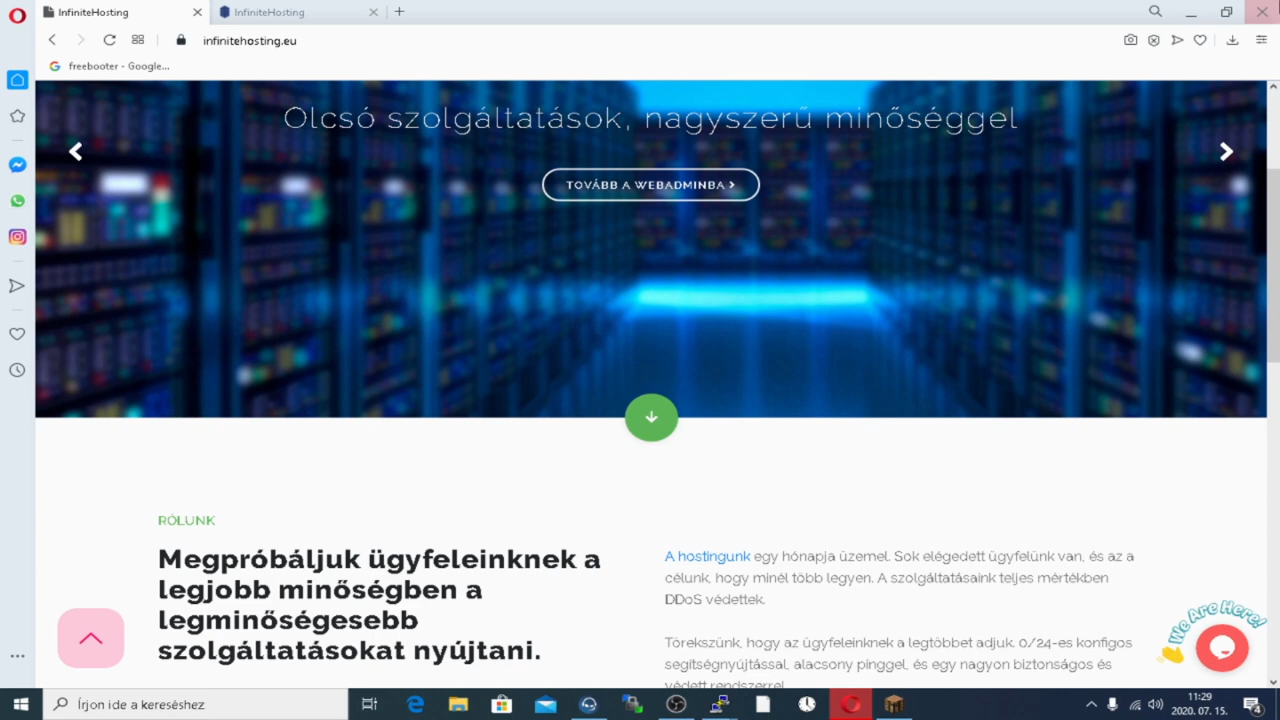 InfiniteHosting
InfiniteHosting
infinitehosting.eu
freebooter - Google...
Olcsó szolgáltatások, nagyszerű minőséggel
TOVÁBB A WEBADMINBA
RÓLUNK
Megpróbáljuk ügyfeleinknek a
legjobb minőségben a
legminőségesebb
szolgáltatásokat nyújtani.
A hostingunk egy hónapja üzemel. Sok elégedett ügyfelünk van, és az a
célunk, hogy minél több legyen. A szolgáltatásaink teljes mértékben
DDoS védettek.
Törekszünk, hogy az ügyfeleinknek a legtöbbet adjuk. 0/24-es konfigos
segítségnyújtással, alacsony pinggel, és egy nagyon biztonságos és
védett rendszerrel
We Are Here!
Írjon ide a kereséshez
11:29
2020. 07. 15.
4